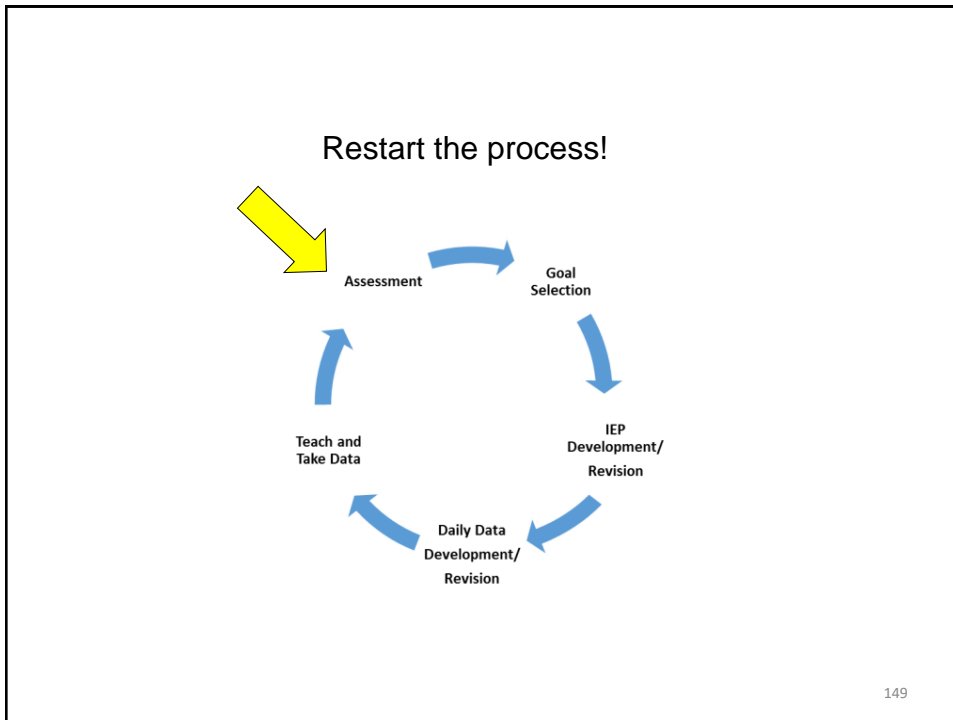 Restart the process!
Assessment
Goal
Selection
IEP
Development/
Revision
Daily Data
Development/
Revision
Teach and
Take Data
149